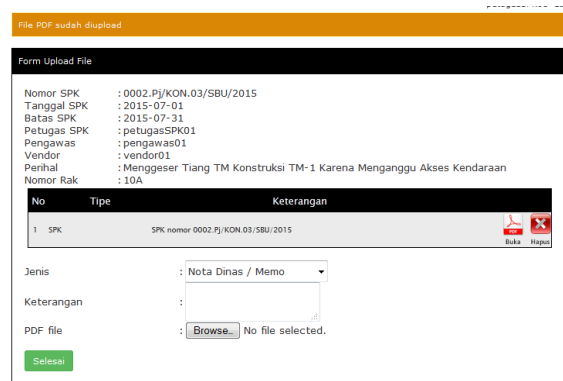 File PDF sudah diupload
Form Upload File
Nomor SPK : 0002.Pj/KON.03/SBU/2015
Tanggal SPK : 2015-07-01
Batas SPK : 2015-07-31
Petugas SPK : petugasSPK01
Pengawas : pengawas01
Vendor : vendor01
Perihal : Menggeser Tiang TM Konstruksi TM-1 Karena Menganggu Akses Kendaraan
Nomor Rak : 10A
No Tipe Keterangan
1 SPK SPK nomor 0002.Pj/KON.03/SBU/2015
PDF
Buka Hapus
Jenis : Nota Dinas / Memo
Keterangan :
PDF file : Browse_ No file selected.
Selesai